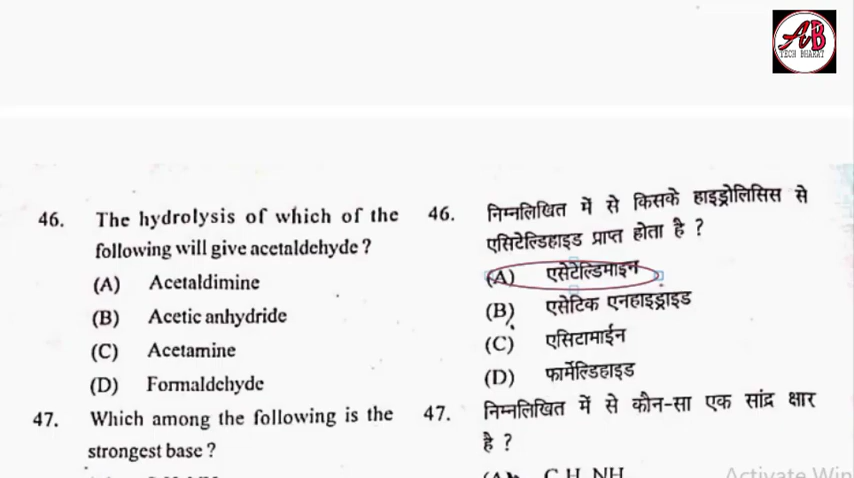 AB
TECH BHARAT
46. The hydrolysis of which of the
following will give acetaldehyde ?
(A) Acetaldimine
(B) Acetic anhydride
(C) Acetamine
(D) Formaldehyde
47. Which among the following is the
strongest base ?
46. निम्नलिखित में से किसके हाइड्रोलिसिस से
एसिटेल्डिहाइड प्राप्त होता है ?
(A) एसेटेल्डिमाइन
(B) एसेटिक एनहाइड्राइड
(C) एसिटामाईन
(D) फार्मेल्डिहाइड
47. निम्नलिखित में से कौन-सा एक सांद्र क्षार
है ?
Activate Win